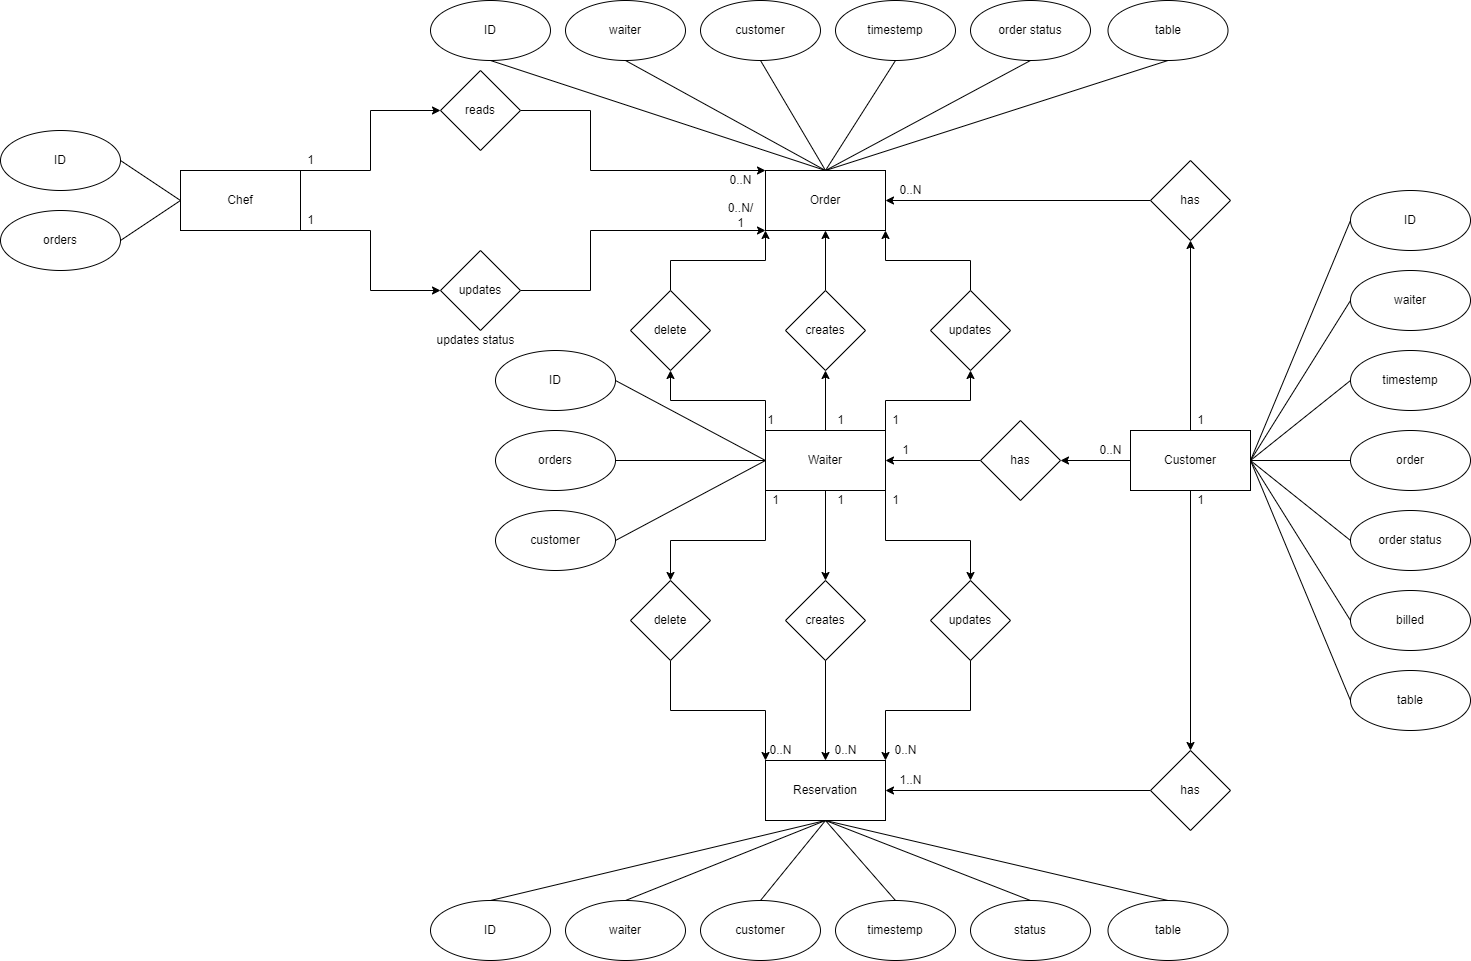 ID
waiter
customer
timestemp
order status
table
reads
ID
orders
Chef
1
1
0..N
0..N/
1
Order
0..N
has
updates
updates status
ID
waiter
timestemp
order
order status
billed
table
delete
creates
updates
ID
orders
customer
1
1
1
Waiter
1
has
0..N
1
Customer
1
1
1
1
delete
creates
updates
0..N
0..N
0..N
Reservation
1..N
has
ID
waiter
customer
timestemp
status
table